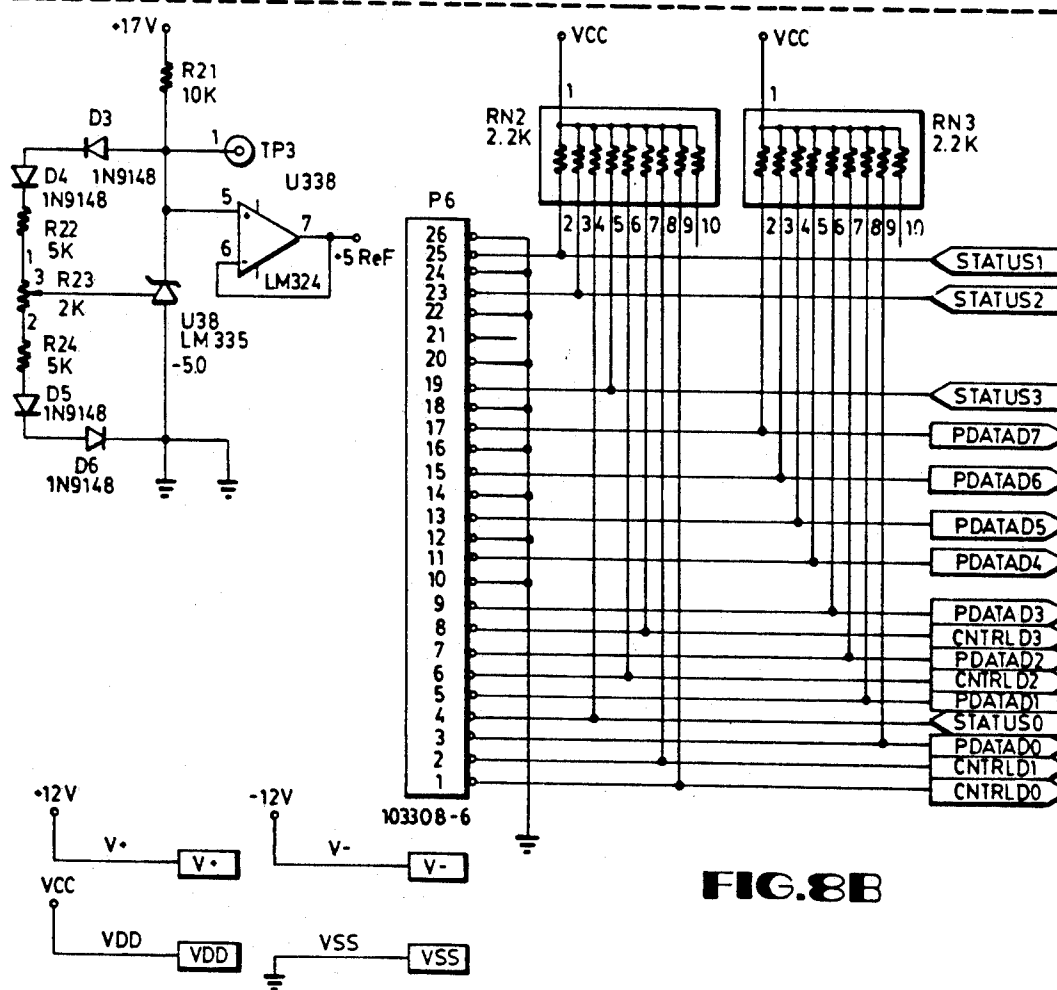 +17V
R21
10K
D3
1N9148
1
TP3
D4
1N9148
U338
R22
5K
5
6
7
+
-
+5 ReF
LM324
1
3
2
R23
2K
U38
LM335
-5.0
R24
5K
D5
1N9148
D6
1N9148
VCC
1
RN2
2.2K
2 3 4 5 6 7 8 9 10
VCC
1
RN3
2.2K
2 3 4 5 6 7 8 9 10
P6
26
25
24
23
22
21
20
19
18
17
16
15
14
13
12
11
10
9
8
7
6
5
4
3
2
1
103308-6
STATUS1
STATUS2
STATUS3
PDATAD7
PDATAD6
PDATAD5
PDATAD4
PDATAD3
CNTRLD3
PDATAD2
CNTRLD2
PDATAD1
STATUS0
PDATAD0
CNTRLD1
CNTRLD0
+12V
V+
V+
-12V
V-
V-
VCC
VDD
VDD
VSS
VSS
FIG.8B